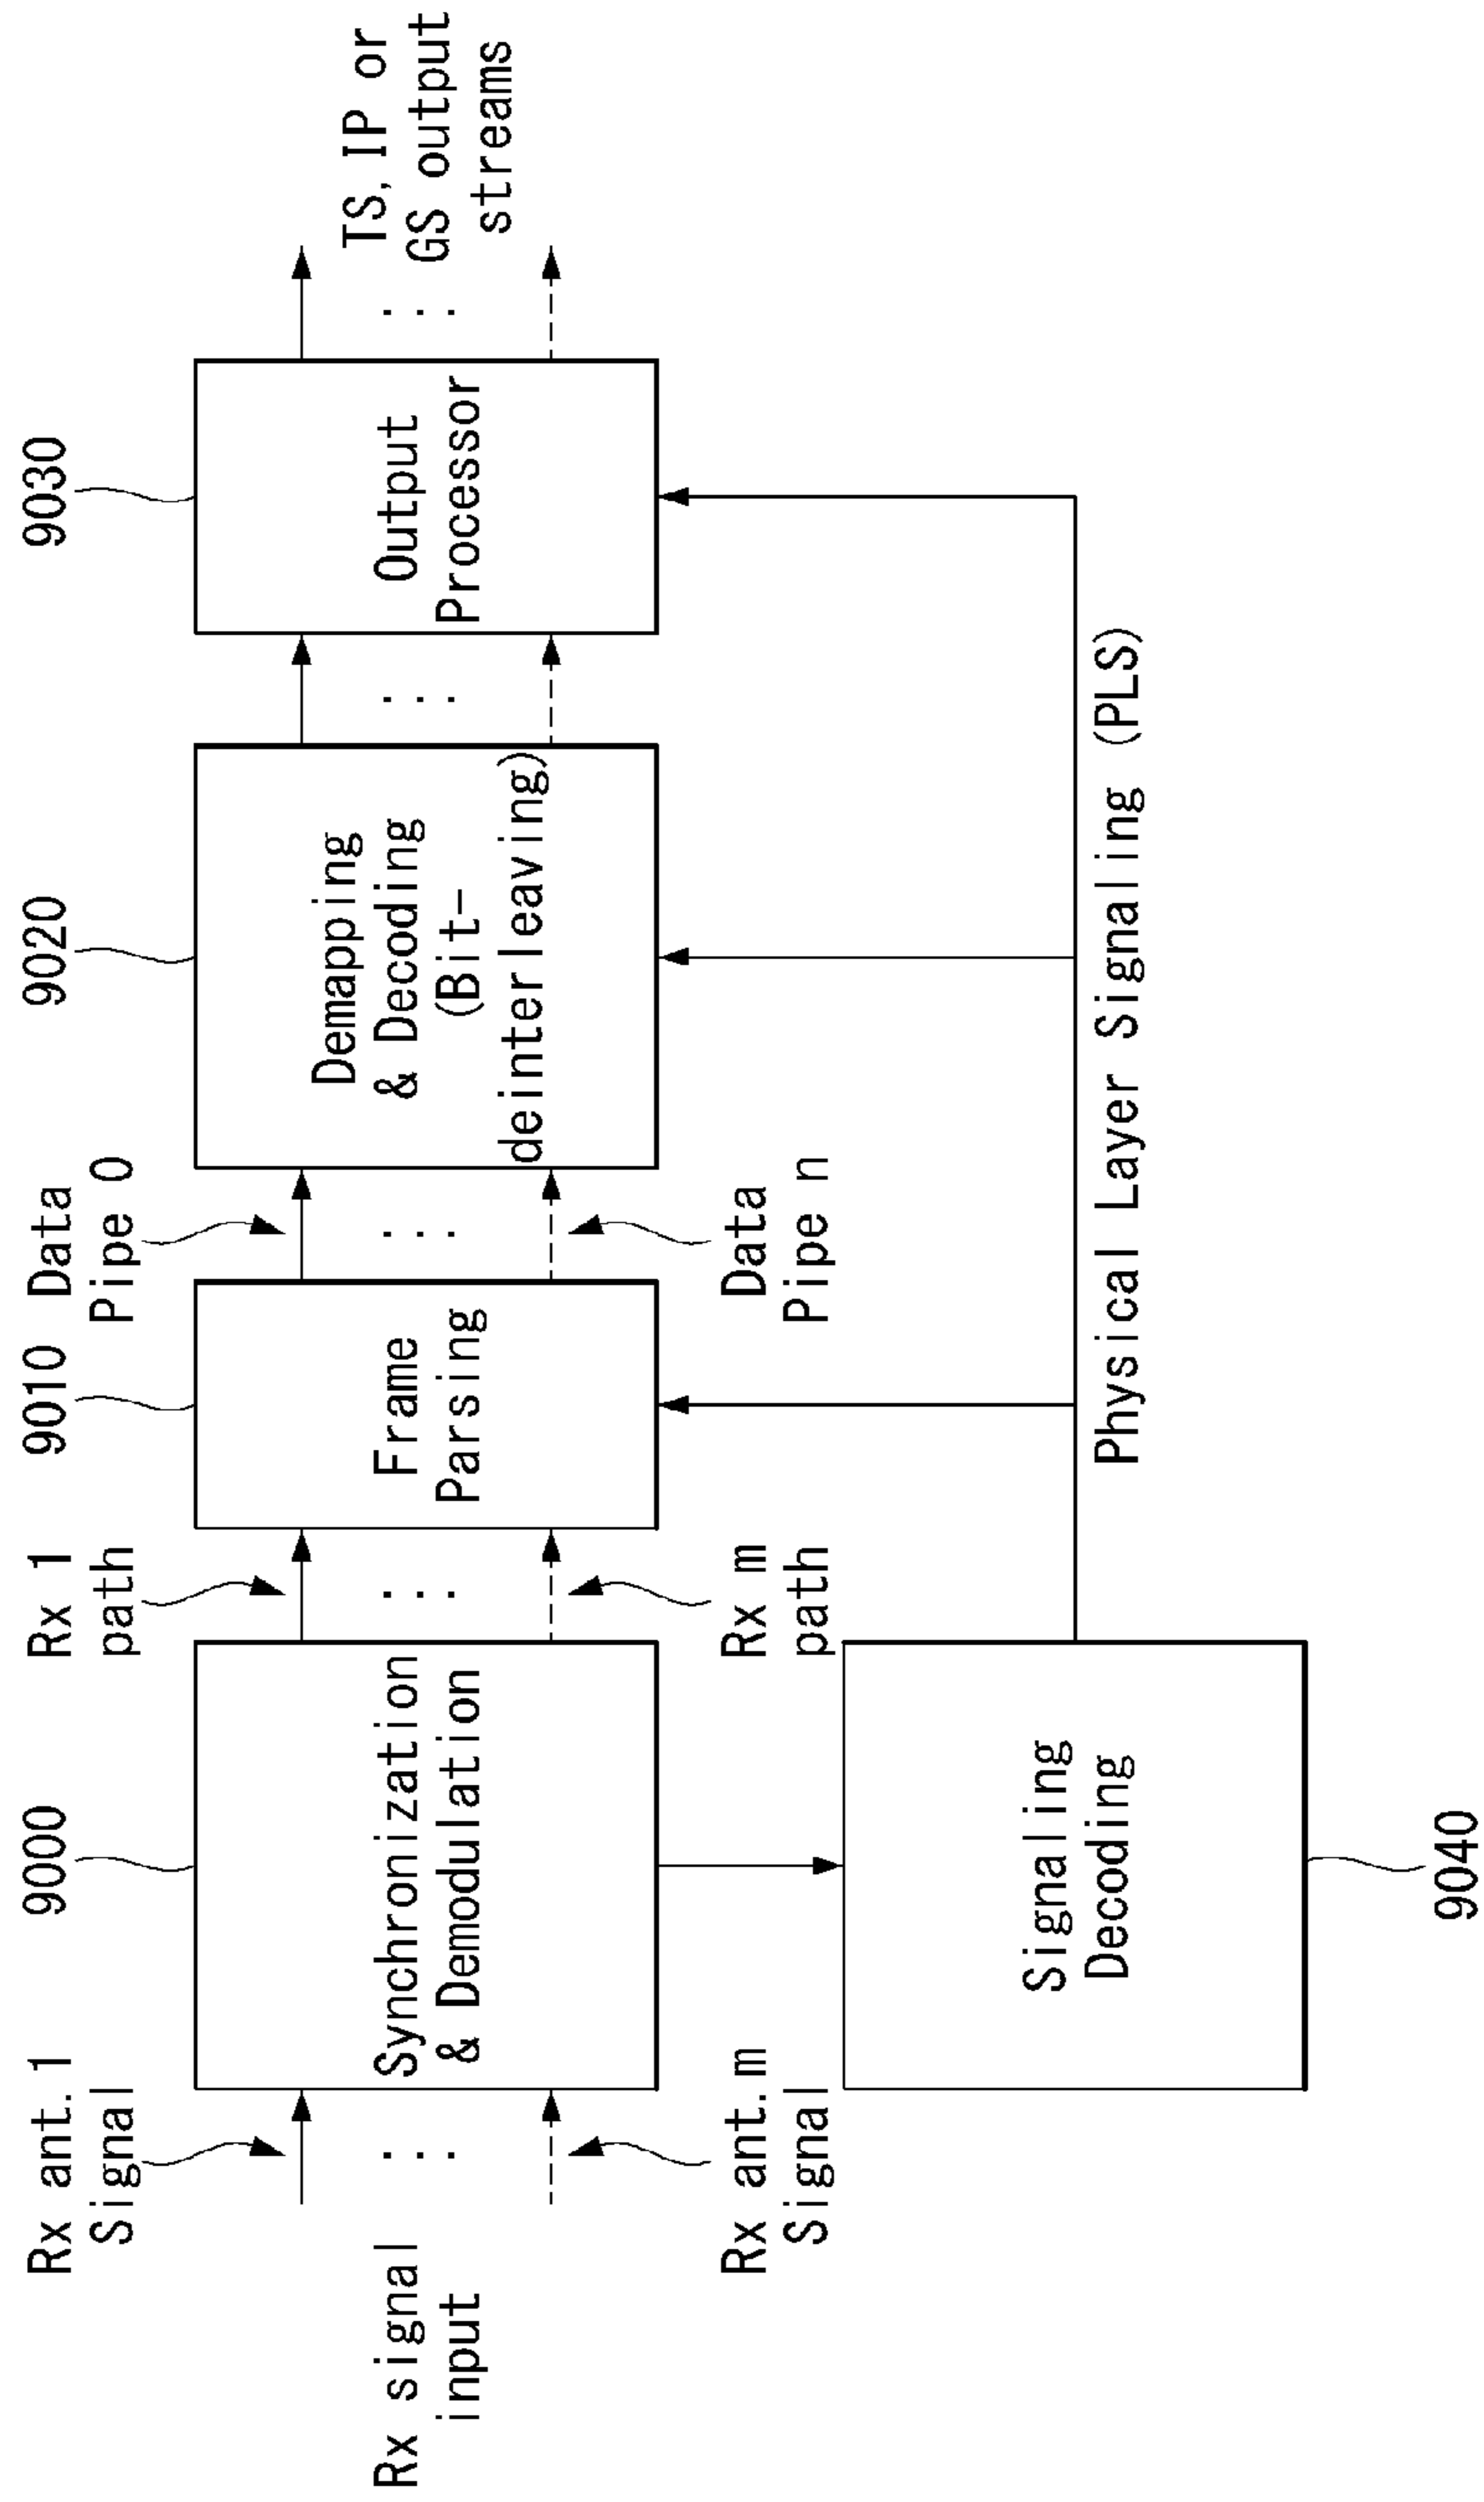 Rx signal
input
Rx ant.1
Signal
Rx ant.m
Signal
9000
Synchronization
& Demodulation
Rx 1
path
Rx m
path
9010
Frame
Parsing
Data
Pipe 0
Data
Pipe n
9020
Demapping
& Decoding
(Bit-
deinterleaving)
9030
Output
Processor
TS, IP or
GS output
streams
Signaling
Decoding
9040
Physical Layer Signaling (PLS)